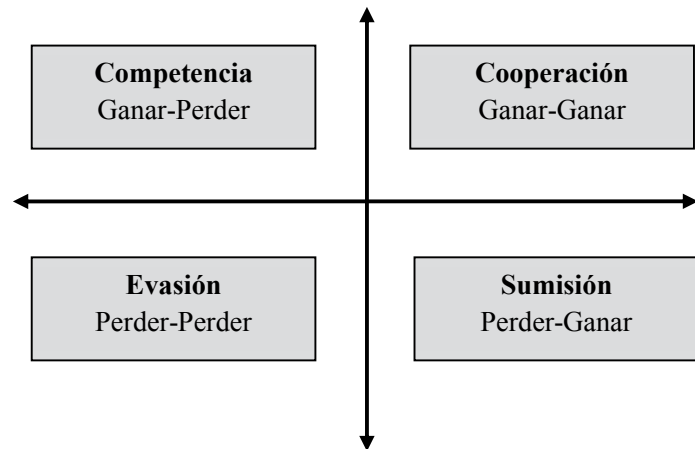 Competencia
Ganar-Perder
Cooperación
Ganar-Ganar
Evasión
Perder-Perder
Sumisión
Perder-Ganar